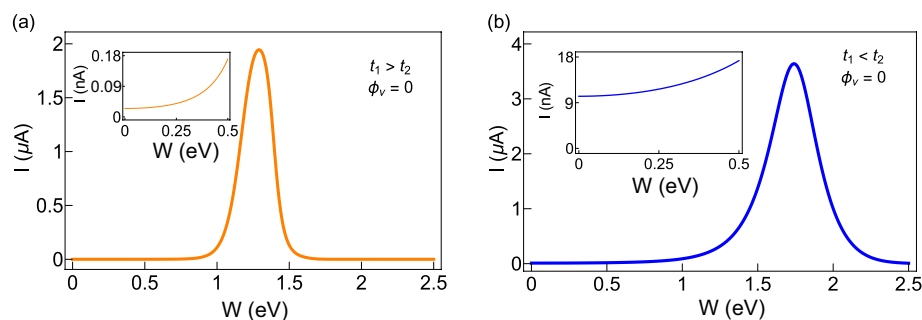 (a)
2
1.5
1
0.5
0
I (μA)
0 0.5 1 1.5 2 2.5
W (eV)
t1 > t2
ϕv = 0
0.18
0.09
0
I (nA)
0 0.25 0.5
W (eV)
(b)
4
3
2
1
0
I (μA)
0 0.5 1 1.5 2 2.5
W (eV)
t1 < t2
ϕv = 0
18
9
0
I (nA)
0 0.25 0.5
W (eV)